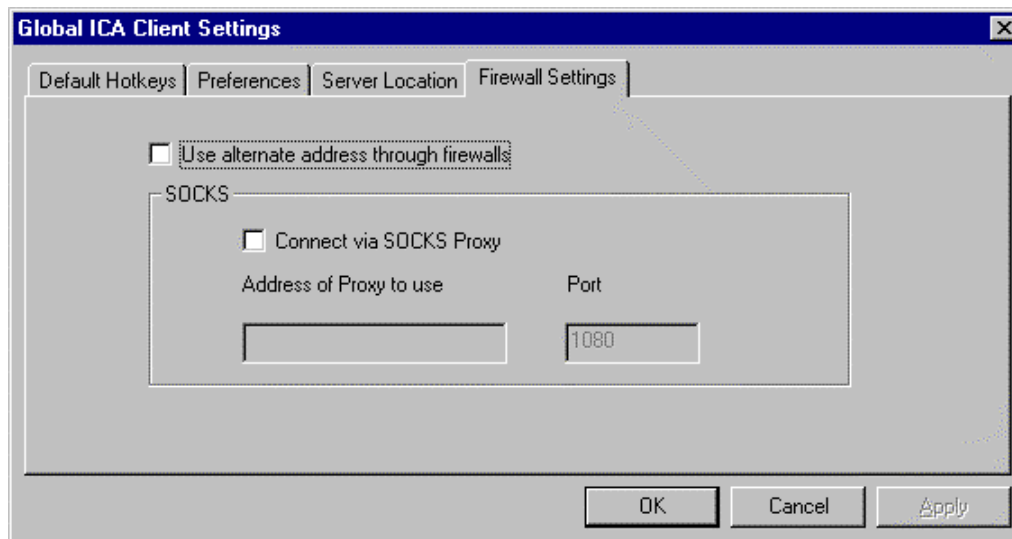 Global ICA Client Settings
Default Hotkeys Preferences Server Location Firewall Settings
Use alternate address through firewalls
SOCKS
Connect via SOCKS Proxy
Address of Proxy to use Port
1080
OK Cancel Apply